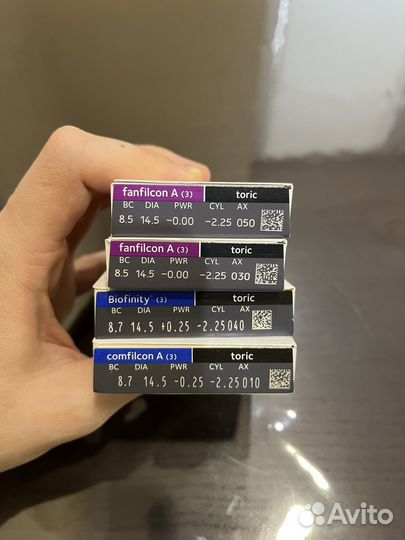 fanfilcon A (3) toric
BC DIA PWR CYL AX
8.5 14.5 –0.00 –2.25 050
fanfilcon A (3) toric
BC DIA PWR CYL AX
8.5 14.5 –0.00 –2.25 030
Biofinity® (3) toric
BC DIA PWR CYL AX
8.7 14.5 +0.25 -2.25 040
comfilcon A (3) toric
BC DIA PWR CYL AX
8.7 14.5 -0.25 -2.25 010
Avito